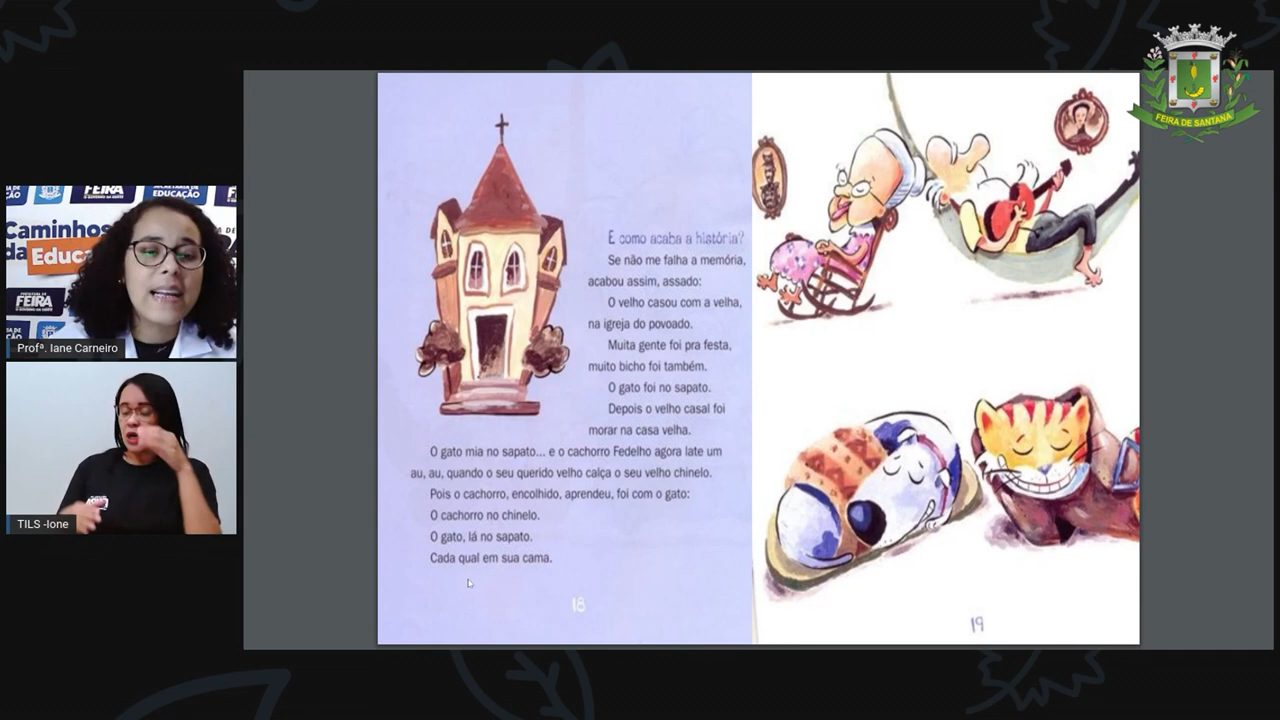 FEIRA DE SANTANA
FEIRA
EDUCAÇÃO
Caminhos
da Educa
FEIRA
Profª. Iane Carneiro
TILS -Ione
E como acaba a história?
Se não me falha a memória,
acabou assim, assado:
O velho casou com a velha,
na igreja do povoado.
Muita gente foi pra festa,
muito bicho foi também.
O gato foi no sapato.
Depois o velho casal foi
morar na casa velha.
O gato mia no sapato... e o cachorro Fedelho agora late um
au, au, quando o seu querido velho calça o seu velho chinelo.
Pois o cachorro, encolhido, aprendeu, foi com o gato:
O cachorro no chinelo.
O gato, lá no sapato.
Cada qual em sua cama.
18
19